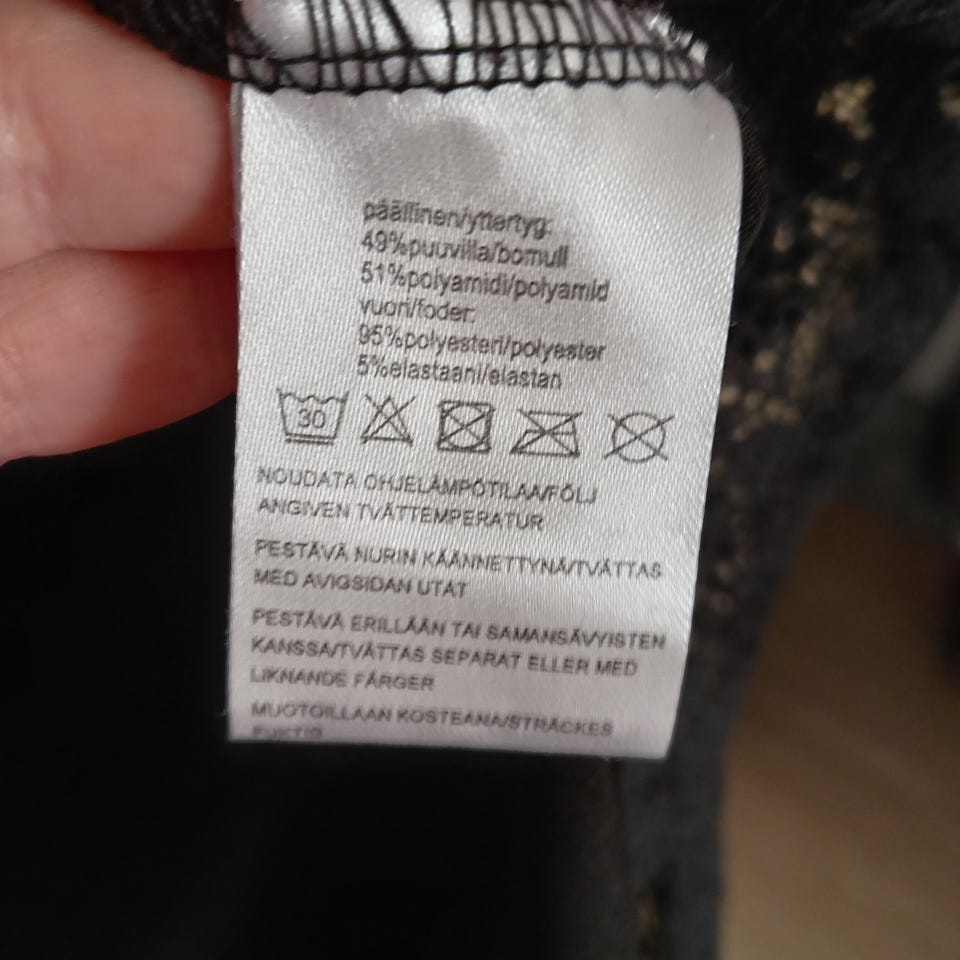 päällinen/yttertyg:
49%puuvilla/bomull
51%polyamidi/polyamid
vuori/foder:
95%polyesteri/polyester
5%elastaani/elastan
30
NOUDATA OHJELÄMPÖTILAA/FÖLJ
ANGIVEN TVÄTTEMPERATUR
PESTÄVÄ NURIN KÄÄNNETTYNÄ/TVÄTTAS
MED AVIGSIDAN UTÅT
PESTÄVÄ ERILLÄÄN TAI SAMANSÄVYISTEN
KANSSA/TVÄTTAS SEPARAT ELLER MED
LIKNANDE FÄRGER
MUOTOILLAAN KOSTEANA/STRÄCKES
FUKTIG